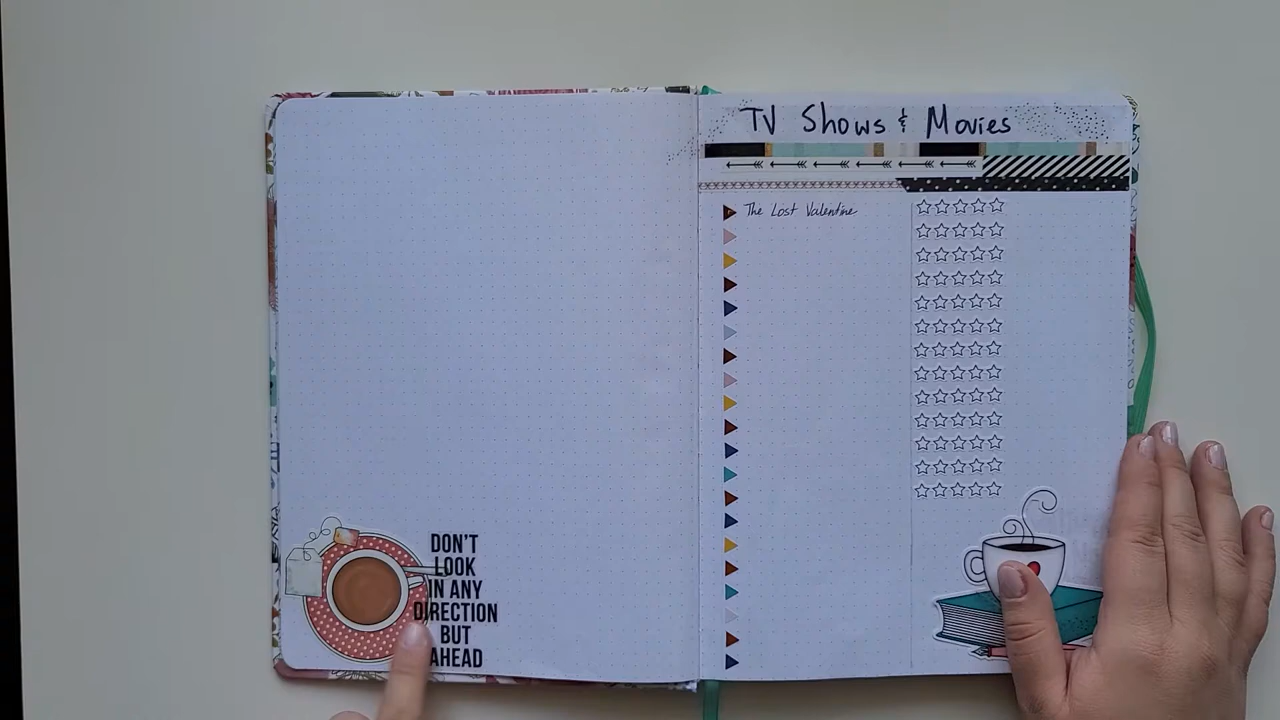 TV Shows & Movies
The Lost Valentine
DON'T
LOOK
IN ANY
DIRECTION
BUT
AHEAD